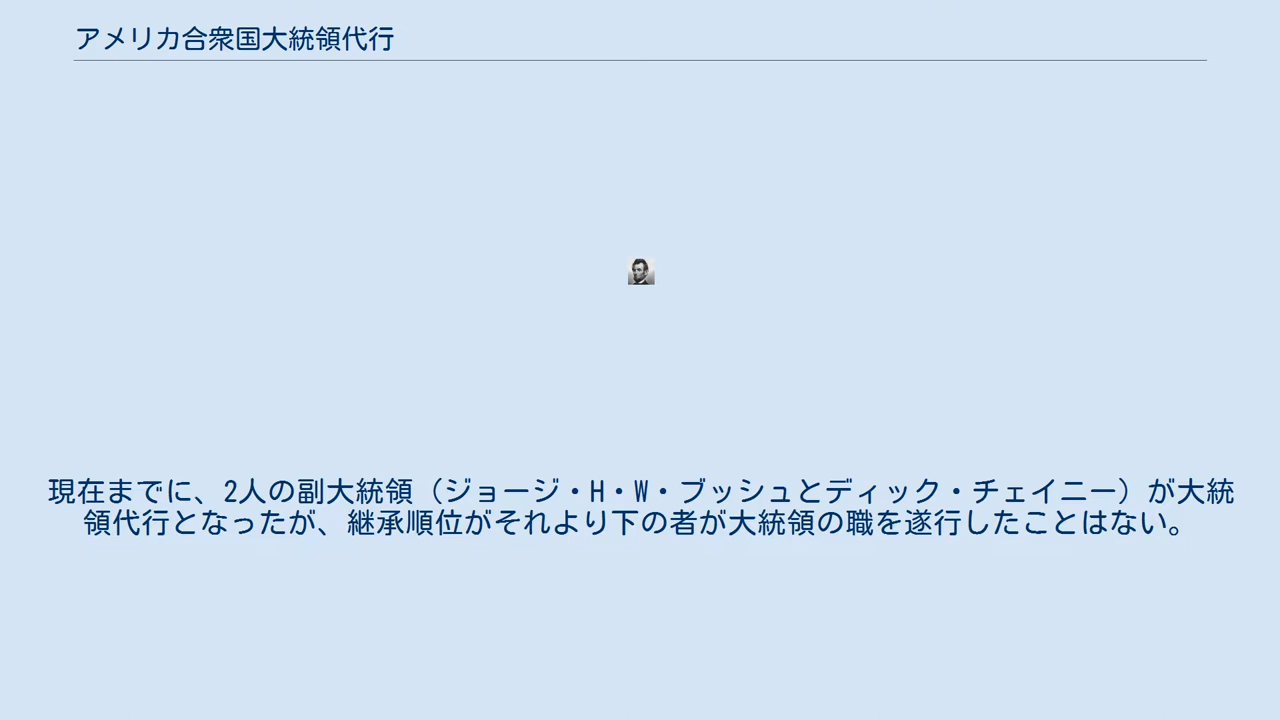 アメリカ合衆国大統領代行
現在までに、2人の副大統領（ジョージ・H・W・ブッシュとディック・チェイニー）が大統
領代行となったが、継承順位がそれより下の者が大統領の職を遂行したことはない。